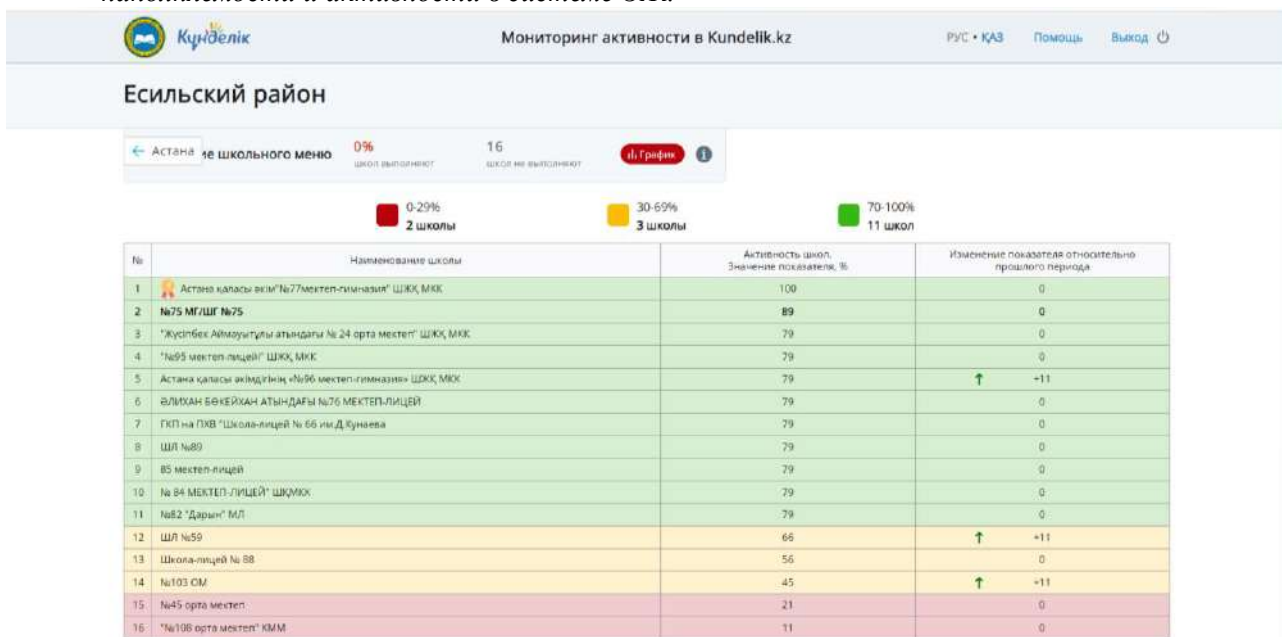 Күнделік Мониторинг активности в Kundelik.kz РУС • ҚАЗ Помощь Выход
Есильский район
← Астана ие школьного меню 0% школ выполняют 16 школ не выполняют График
0-29% 30-69% 70-100%
2 школы 3 школы 11 школ
№ Наименование школы Активность школ. Значение показателя, % Изменение показателя относительно прошлого периода
1 Астана қаласы әкім"№77мектеп-гимназия" ШЖҚ МКК 100 0
2 №75 МГ/ШГ №75 89 0
3 "Жүсіпбек Аймауытұлы атындағы № 24 орта мектеп" ШЖҚ МКК 79 0
4 "№95 мектеп-лицейі" ШЖҚ МКК 79 0
5 Астана қаласы әкімдігінің «№96 мектеп-гимназия» ШЖҚ МКК 79 ↑ +11
6 ӘЛИХАН БӨКЕЙХАН АТЫНДАҒЫ №76 МЕКТЕП-ЛИЦЕЙ 79 0
7 ГКП на ПХВ "Школа-лицей № 66 им.Д.Кунаева 79 0
8 ШЛ №89 79 0
9 85 мектеп-лицей 79 0
10 № 84 МЕКТЕП-ЛИЦЕЙ" ШҚМКК 79 0
11 №82 "Дарын" МЛ 79 0
12 ШЛ №59 66 ↑ +11
13 Школа-лицей № 88 56 0
14 №103 ОМ 45 ↑ +11
15 №45 орта мектеп 21 0
16 "№108 орта мектеп" КММ 11 0